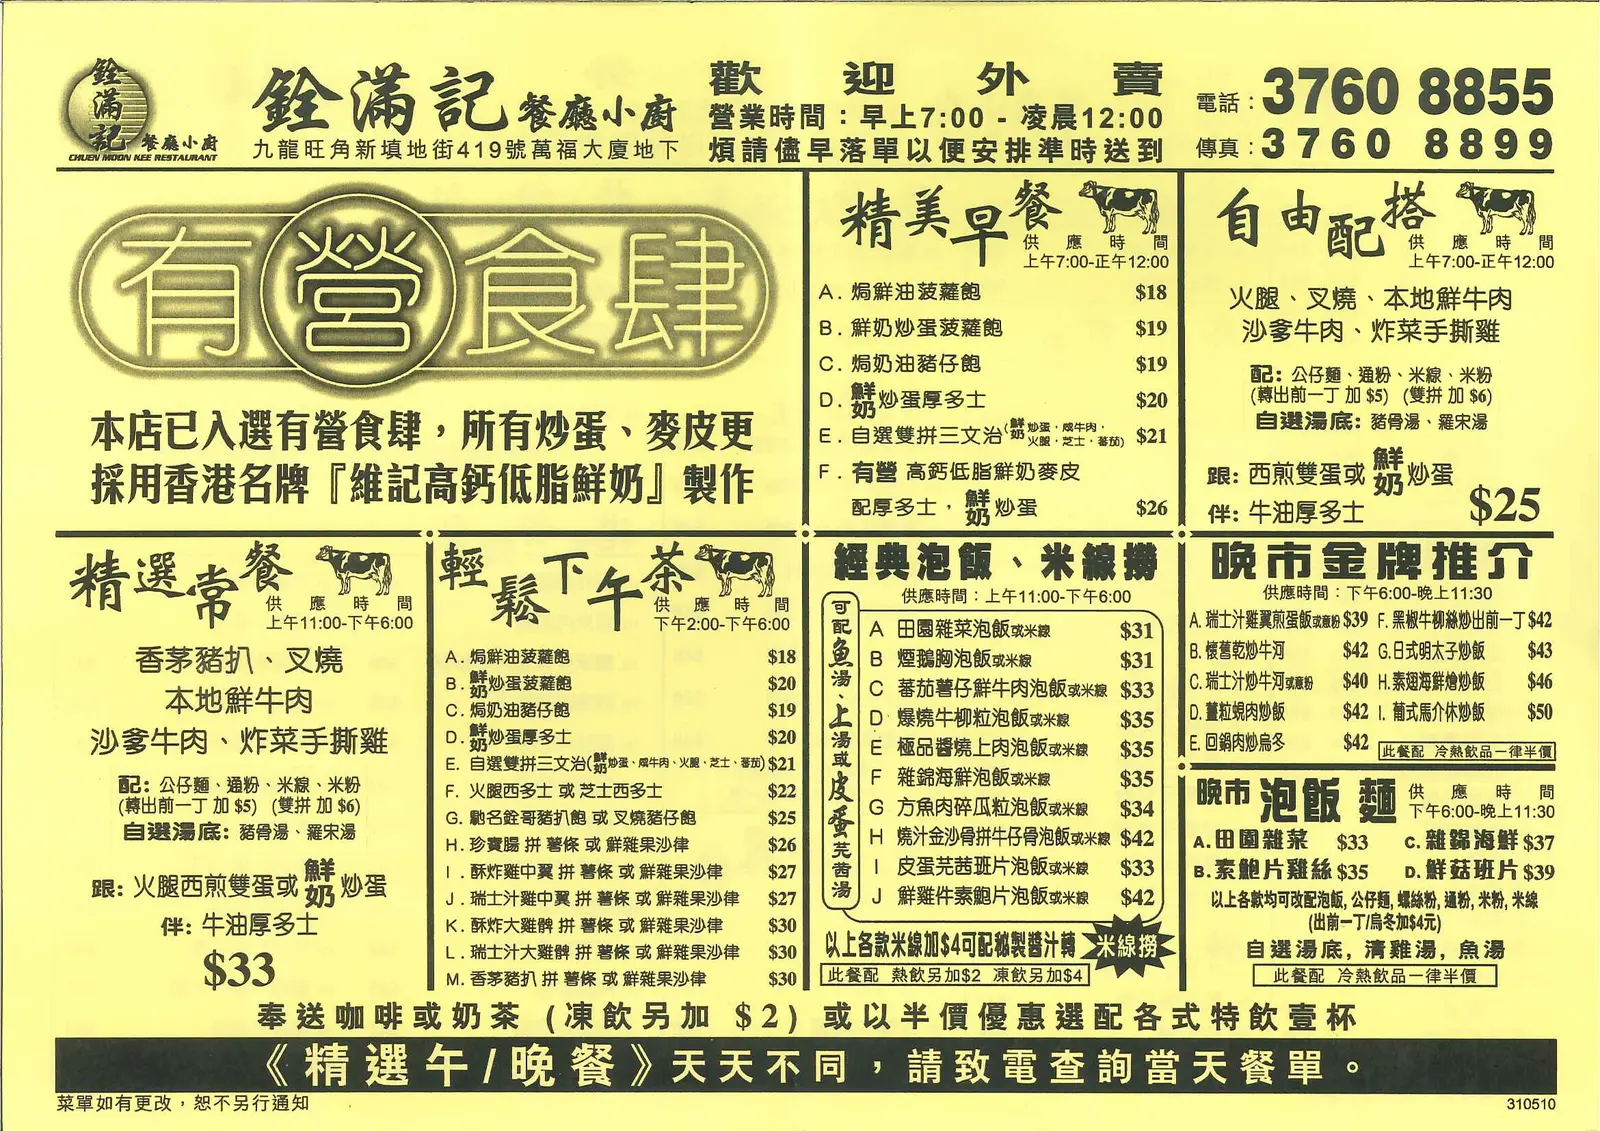 銓滿記
餐廳小廚
CHUEN MOON KEE RESTAURANT
銓滿記 餐廳小廚
九龍旺角新填地街419號萬福大廈地下
歡迎外賣
營業時間：早上7:00 - 凌晨12:00
煩請儘早落單以便安排準時送到
電話：3760 8855
傳真：3760 8899
有營食肆
本店已入選有營食肆，所有炒蛋、麥皮更
採用香港名牌『維記高鈣低脂鮮奶』製作
精美早餐
供應時間
上午7:00-正午12:00
A. 焗鮮油菠蘿飽 $18
B. 鮮奶炒蛋菠蘿飽 $19
C. 焗奶油豬仔飽 $19
D. 鮮奶炒蛋厚多士 $20
E. 自選雙拼三文治(鮮奶炒蛋，咸牛肉，火腿，芝士，蕃茄) $21
F. 有營 高鈣低脂鮮奶麥皮
配厚多士，鮮奶炒蛋 $26
自由配搭
供應時間
上午7:00-正午12:00
火腿、叉燒、本地鮮牛肉
沙爹牛肉、炸菜手撕雞
配：公仔麵、通粉、米線、米粉
(轉出前一丁 加 $5) (雙拼 加 $6)
自選湯底：豬骨湯、羅宋湯
跟：西煎雙蛋或鮮奶炒蛋
伴：牛油厚多士 $25
精選常餐
供應時間
上午11:00-下午6:00
香茅豬扒、叉燒
本地鮮牛肉
沙爹牛肉、炸菜手撕雞
配：公仔麵、通粉、米線、米粉
(轉出前一丁 加 $5) (雙拼 加 $6)
自選湯底：豬骨湯、羅宋湯
跟：火腿西煎雙蛋或鮮奶炒蛋
伴：牛油厚多士
$33
輕鬆下午茶
供應時間
下午2:00-下午6:00
A. 焗鮮油菠蘿飽 $18
B. 鮮奶炒蛋菠蘿飽 $20
C. 焗奶油豬仔飽 $19
D. 鮮奶炒蛋厚多士 $20
E. 自選雙拼三文治(鮮奶炒蛋、咸牛肉、火腿、芝士、蕃茄) $21
F. 火腿西多士 或 芝士西多士 $22
G. 馳名銓哥豬扒飽 或 叉燒豬仔飽 $25
H. 珍寶腸 拼 薯條 或 鮮雜果沙律 $26
I. 酥炸雞中翼 拼 薯條 或 鮮雜果沙律 $27
J. 瑞士汁雞中翼 拼 薯條 或 鮮雜果沙律 $27
K. 酥炸大雞髀 拼 薯條 或 鮮雜果沙律 $30
L. 瑞士汁大雞髀 拼 薯條 或 鮮雜果沙律 $30
M. 香茅豬扒 拼 薯條 或 鮮雜果沙律 $30
經典泡飯、米線撈
供應時間：上午11:00-下午6:00
可配魚湯、上湯或皮蛋芫茜湯
A 田園雜菜泡飯或米線 $31
B 煙鵝胸泡飯或米線 $31
C 蕃茄薯仔鮮牛肉泡飯或米線 $33
D 爆燒牛柳粒泡飯或米線 $35
E 極品醬燒上肉泡飯或米線 $35
F 雜錦海鮮泡飯或米線 $35
G 方魚肉碎瓜粒泡飯或米線 $34
H 燒汁金沙骨拼牛仔骨泡飯或米線 $42
I 皮蛋芫茜班片泡飯或米線 $33
J 鮮雞件素鮑片泡飯或米線 $42
以上各款米線加$4可配秘製醬汁轉 米線撈
此餐配 熱飲另加$2 凍飲另加$4
晚市金牌推介
供應時間：下午6:00-晚上11:30
A. 瑞士汁雞翼煎蛋飯或意粉 $39
B. 懷舊乾炒牛河 $42
C. 瑞士汁炒牛河或意粉 $40
D. 薑粒蜆肉炒飯 $42
E. 回鍋肉炒烏冬 $42
F. 黑椒牛柳絲炒出前一丁 $42
G. 日式明太子炒飯 $43
H. 素翅海鮮燴炒飯 $46
I. 葡式馬介休炒飯 $50
此餐配 冷熱飲品一律半價
晚市 泡飯 麵
供應時間
下午6:00-晚上11:30
A. 田園雜菜 $33
B. 素鮑片雞絲 $35
C. 雜錦海鮮 $37
D. 鮮菇班片 $39
以上各款均可改配泡飯, 公仔麵, 螺絲粉, 通粉, 米粉, 米線
(出前一丁/烏冬加$4元)
自選湯底, 清雞湯, 魚湯
此餐配 冷熱飲品一律半價
奉送咖啡或奶茶 (凍飲另加 $2) 或以半價優惠選配各式特飲壹杯
《精選午/晚餐》天天不同，請致電查詢當天餐單。
菜單如有更改，恕不另行通知
310510